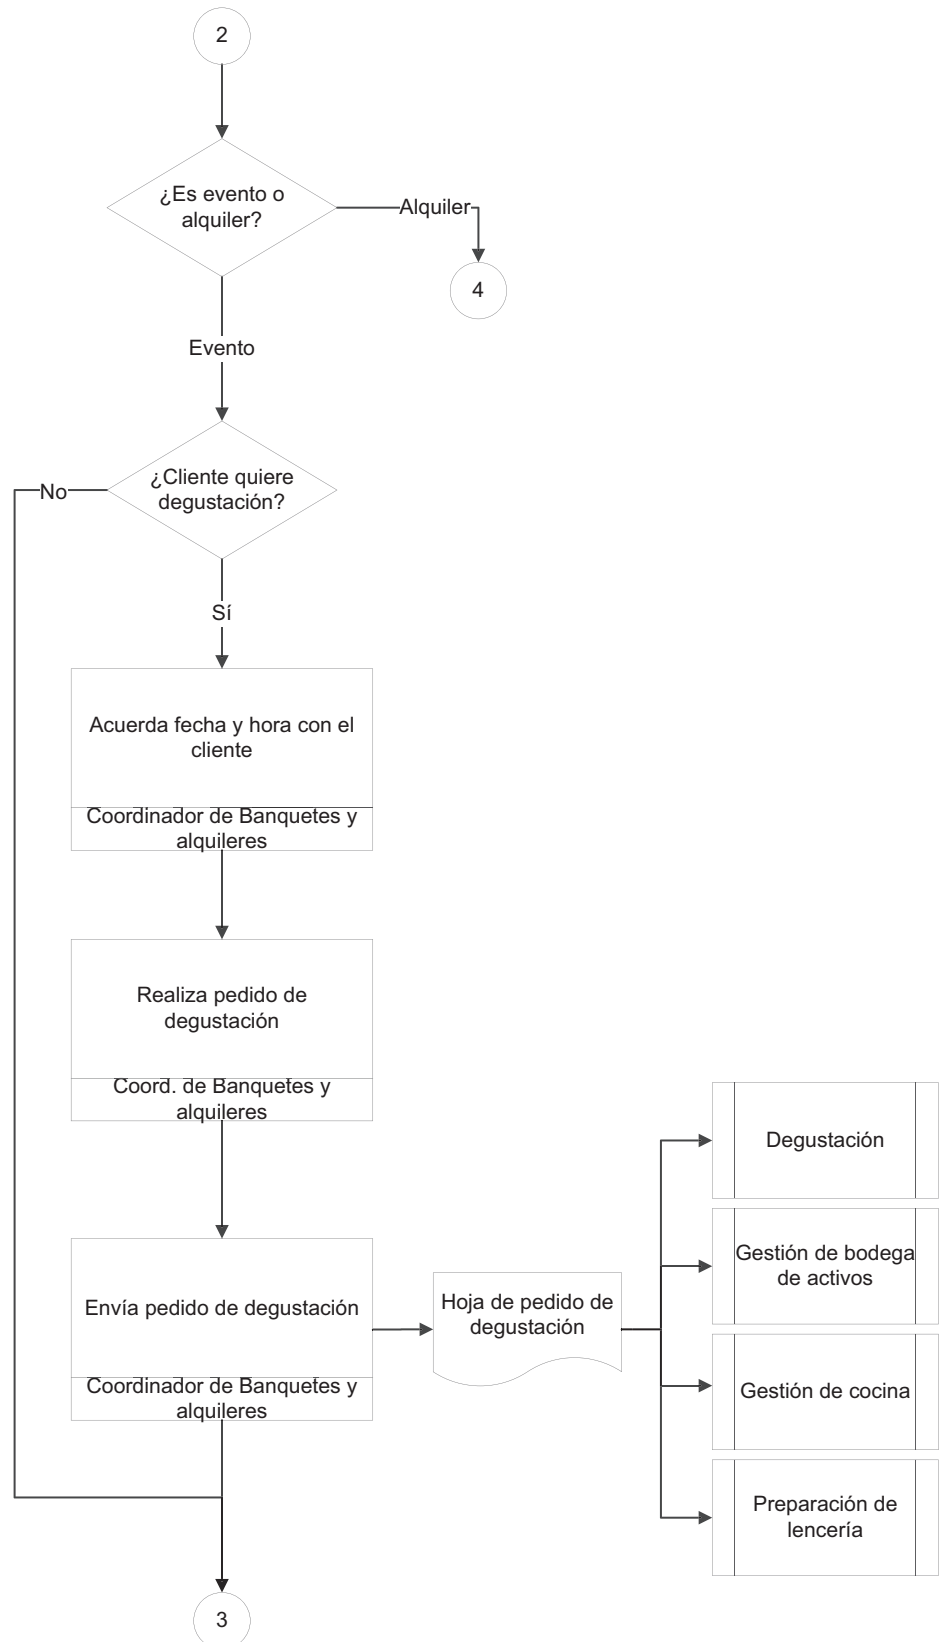 2
¿Es evento o
alquiler?
Alquiler
4
Evento
¿Cliente quiere
degustación?
No
Sí
Acuerda fecha y hora con el
cliente
Coordinador de Banquetes y
alquileres
Realiza pedido de
degustación
Coord. de Banquetes y
alquileres
Envía pedido de degustación
Coordinador de Banquetes y
alquileres
Hoja de pedido de
degustación
Degustación
Gestión de bodega
de activos
Gestión de cocina
Preparación de
lencería
3